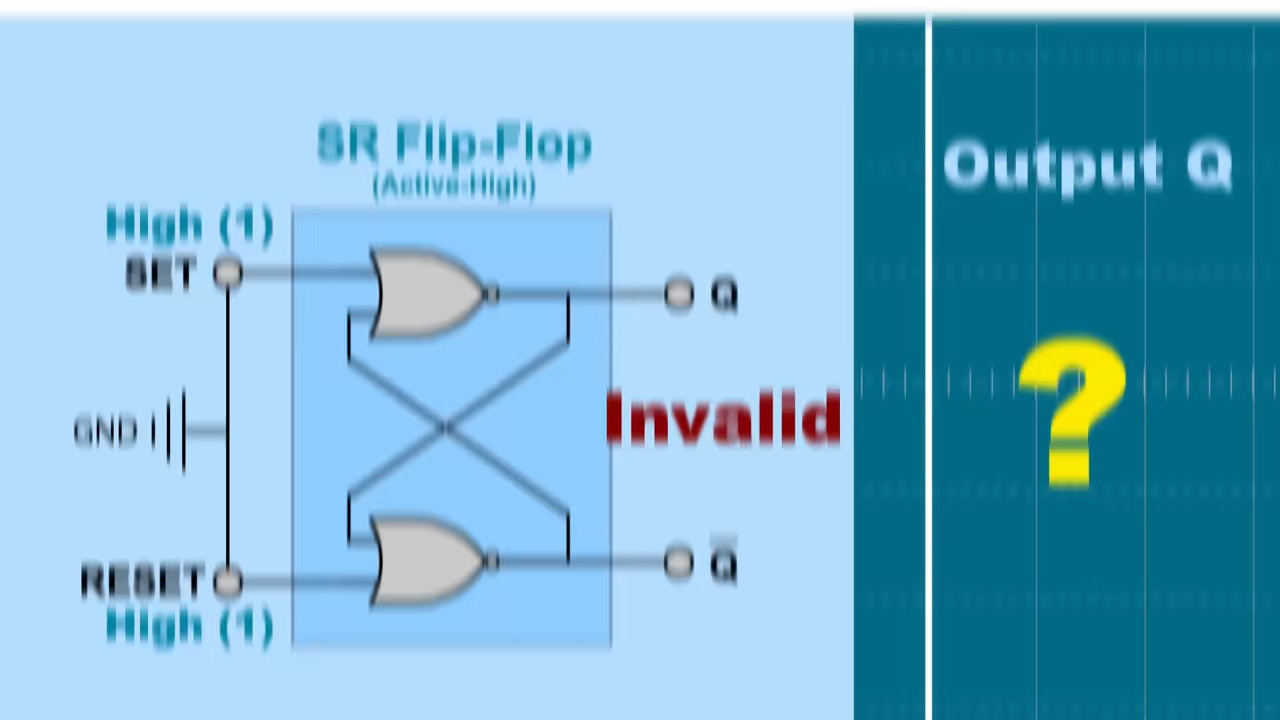 SR Flip-Flop
(Active-High)
High (1)
SET
Q
GND
Invalid
RESET
Q̅
High (1)
Output Q
?